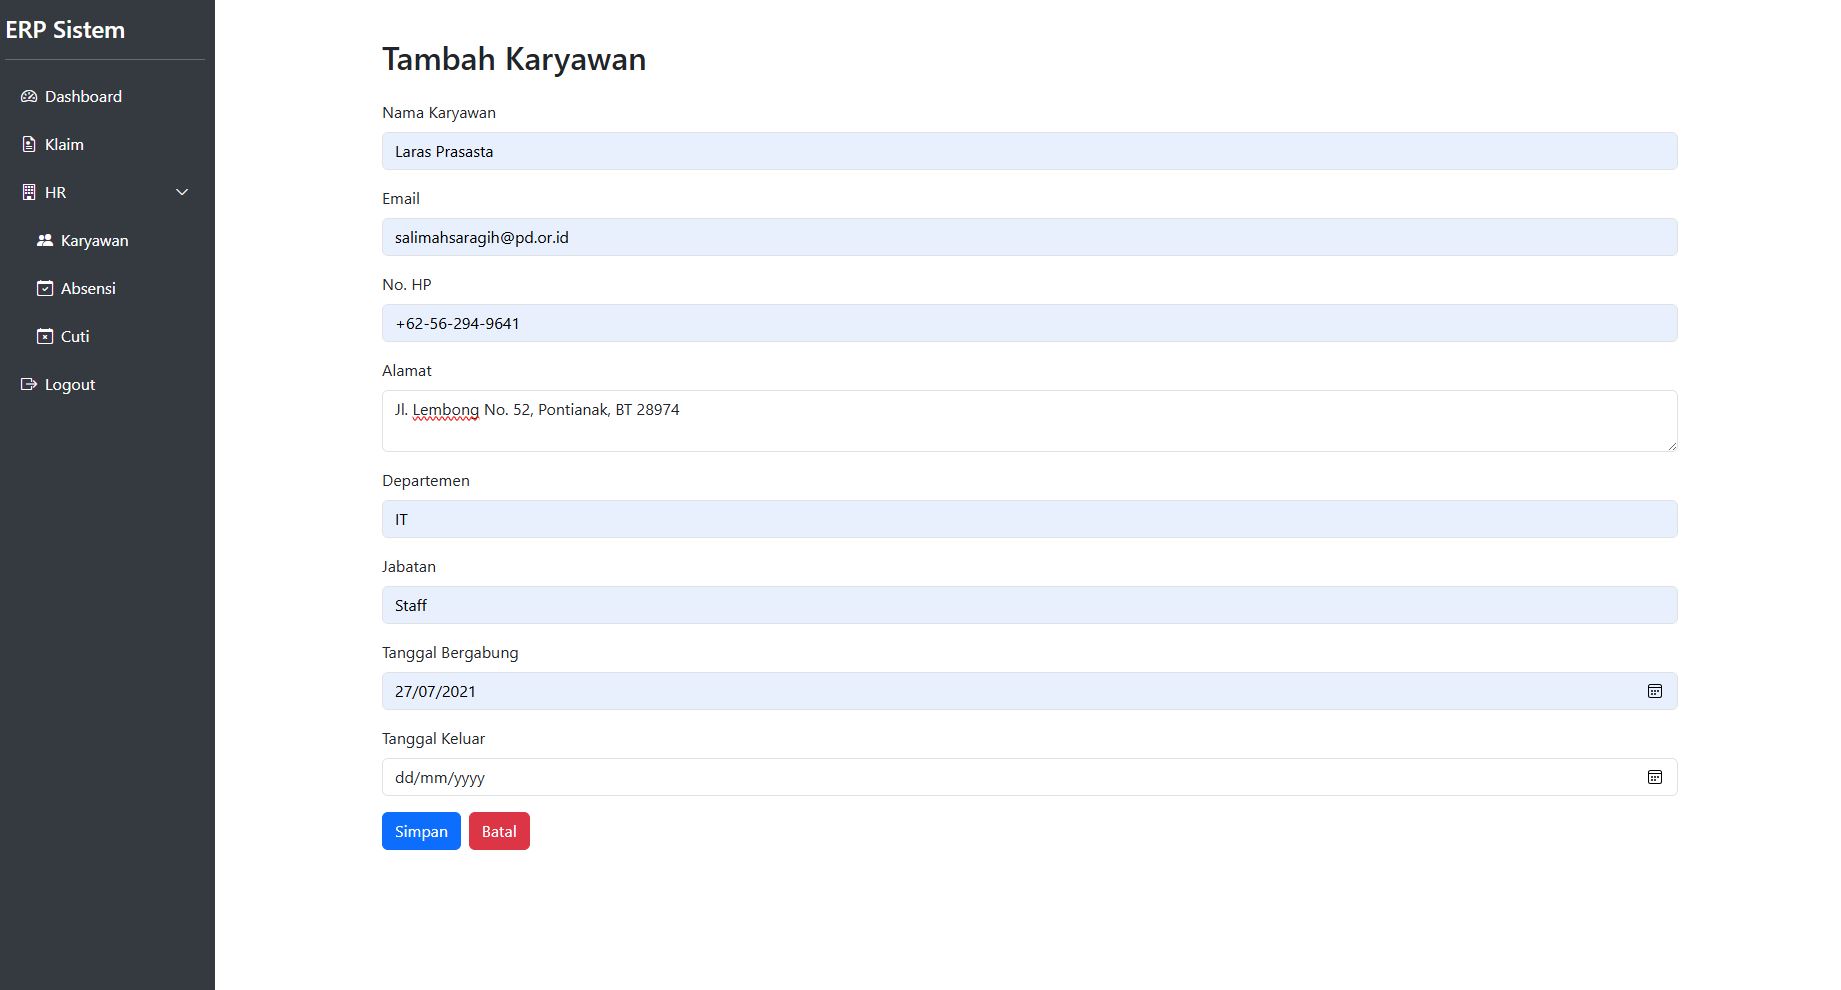 ERP Sistem
Dashboard
Klaim
HR
Karyawan
Absensi
Cuti
Logout
Tambah Karyawan
Nama Karyawan
Laras Prasasta
Email
salimahsaragih@pd.or.id
No. HP
+62-56-294-9641
Alamat
Jl. Lembong No. 52, Pontianak, BT 28974
Departemen
IT
Jabatan
Staff
Tanggal Bergabung
27/07/2021
Tanggal Keluar
dd/mm/yyyy
Simpan Batal